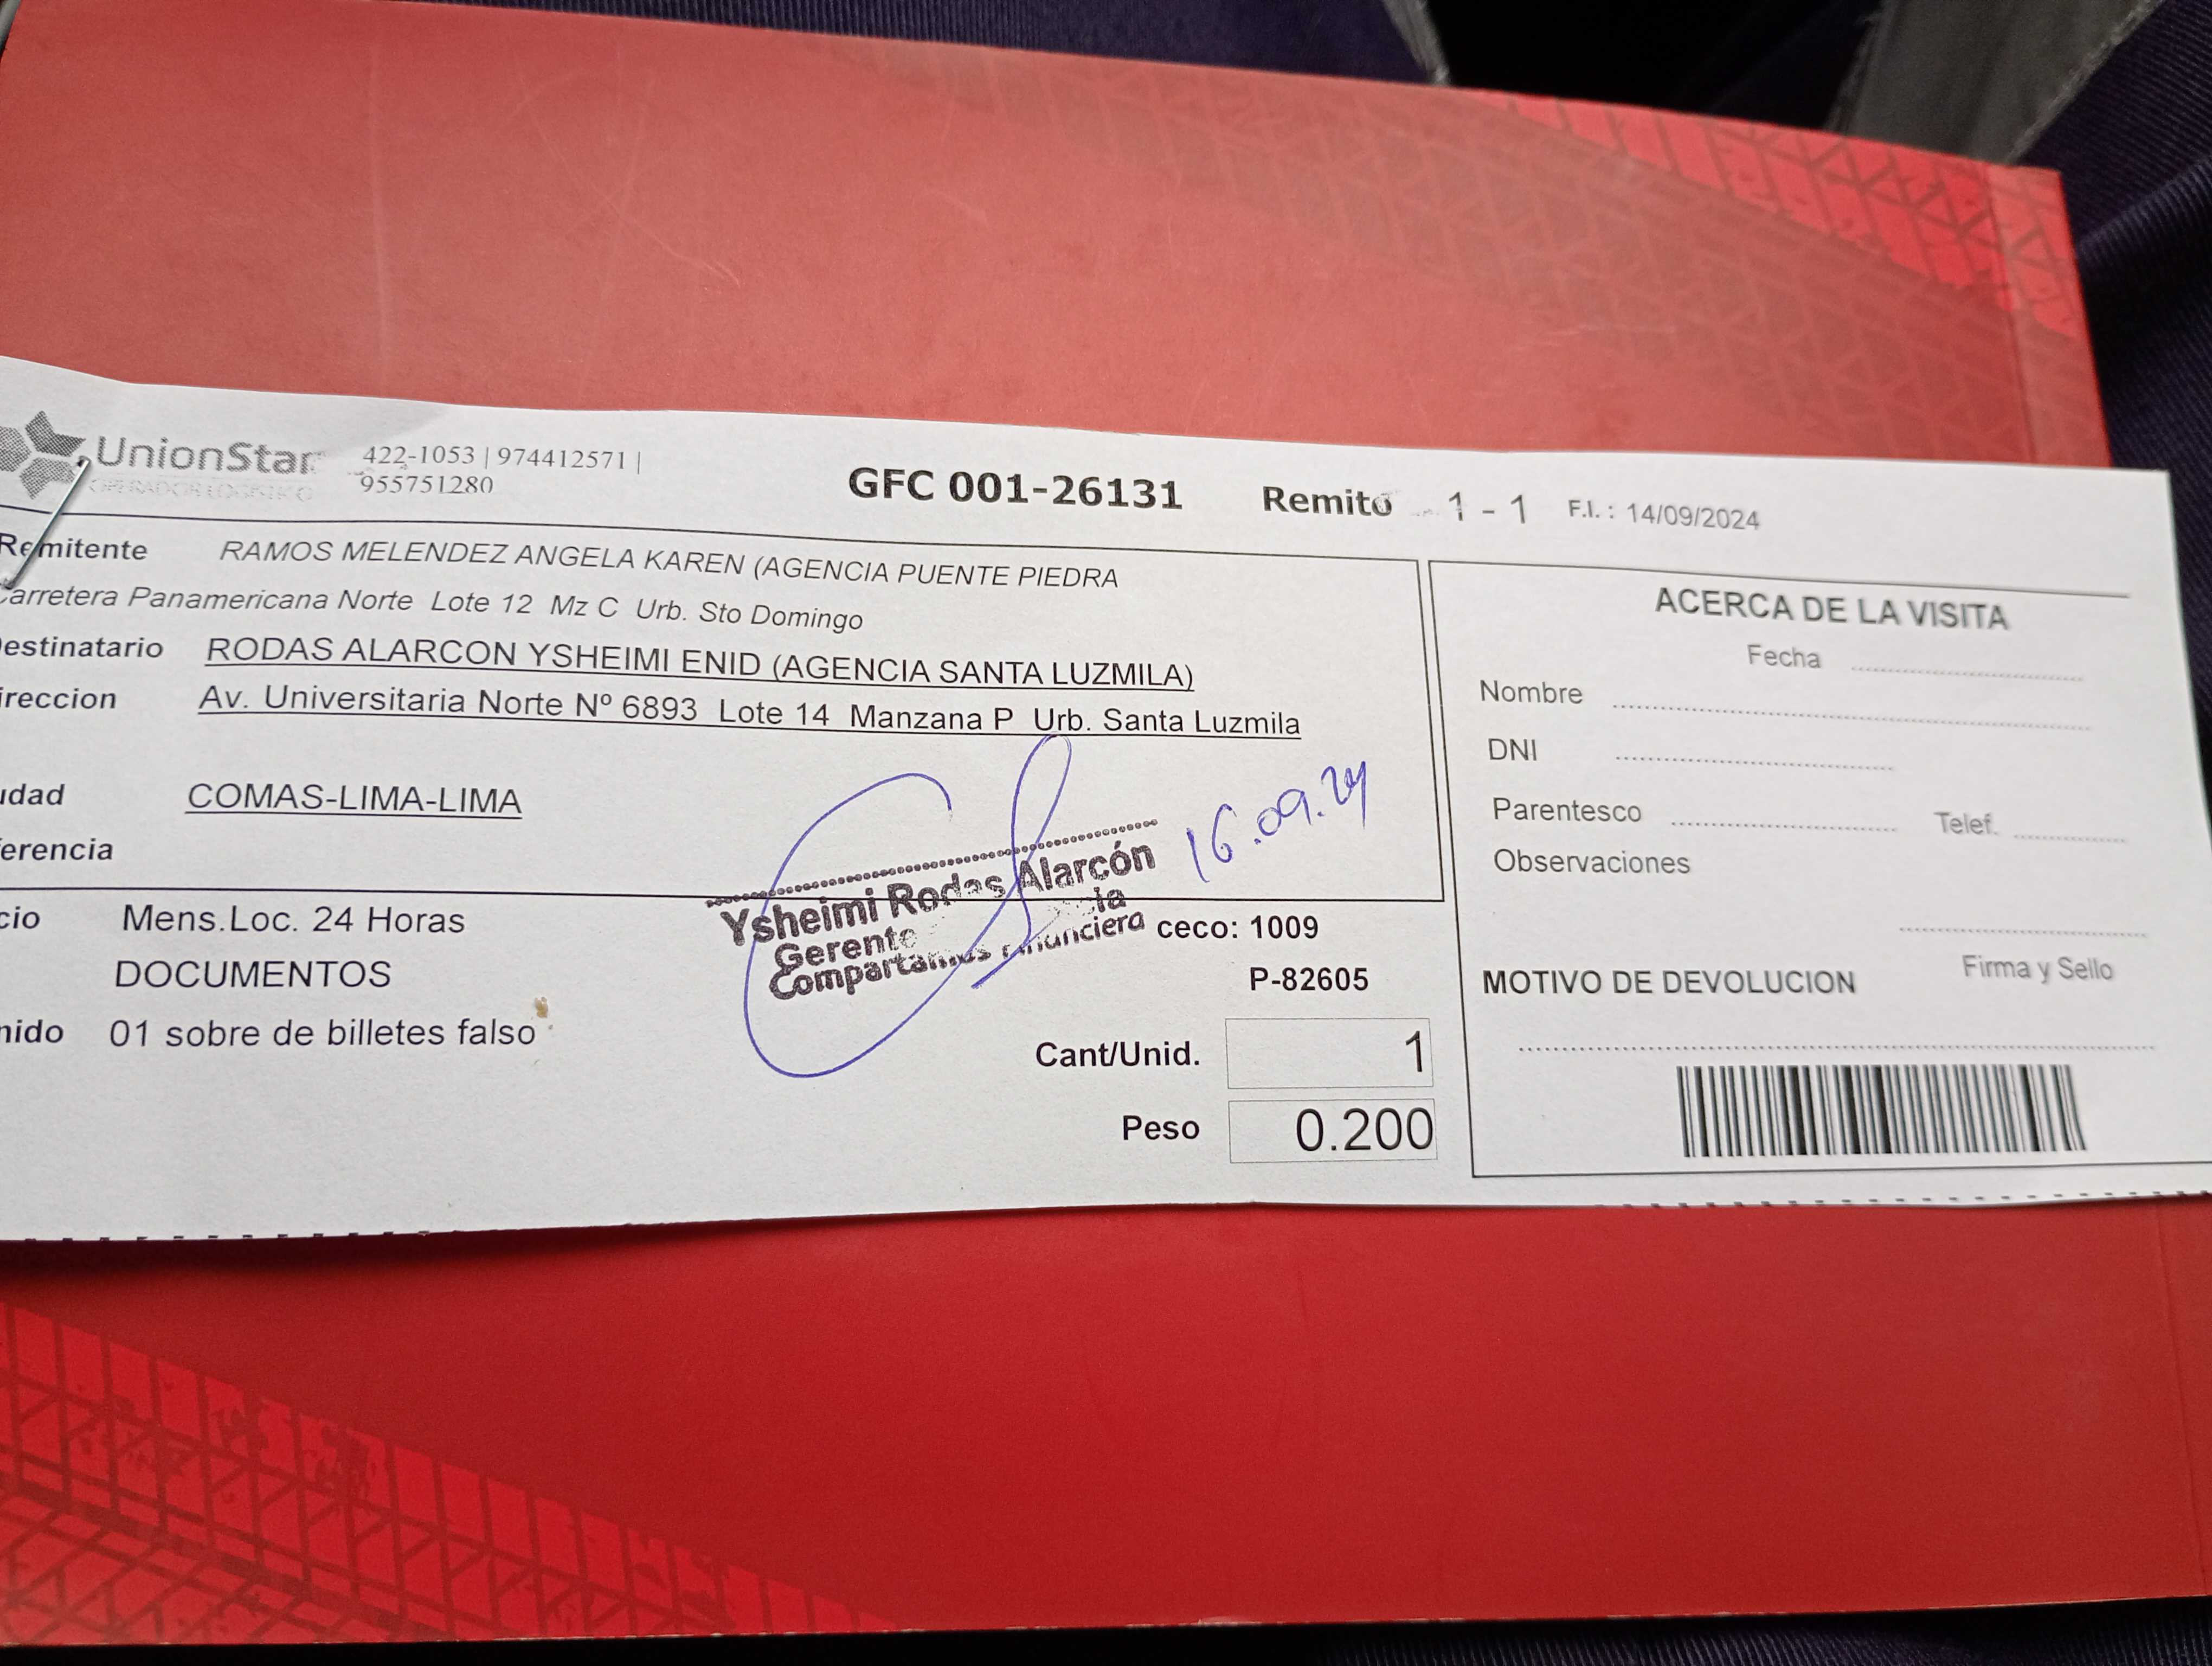 UnionStar 422-1053 | 974412571 |
OPERADOR LOGISTICO 955751280
GFC 001-26131 Remito 1 - 1 F.I. : 14/09/2024
Remitente RAMOS MELENDEZ ANGELA KAREN (AGENCIA PUENTE PIEDRA
Carretera Panamericana Norte Lote 12 Mz C Urb. Sto Domingo
estinatario RODAS ALARCON YSHEIMI ENID (AGENCIA SANTA LUZMILA)
ireccion Av. Universitaria Norte Nº 6893 Lote 14 Manzana P Urb. Santa Luzmila
udad COMAS-LIMA-LIMA
erencia
16.09.24
Ysheimi Rodas Alarcón
Gerente
Compartamos Financiera
cio Mens.Loc. 24 Horas
ceco: 1009
DOCUMENTOS
P-82605
nido 01 sobre de billetes falso
Cant/Unid. 1
Peso 0.200
ACERCA DE LA VISITA
Fecha
Nombre
DNI
Parentesco Telef.
Observaciones
Firma y Sello
MOTIVO DE DEVOLUCION